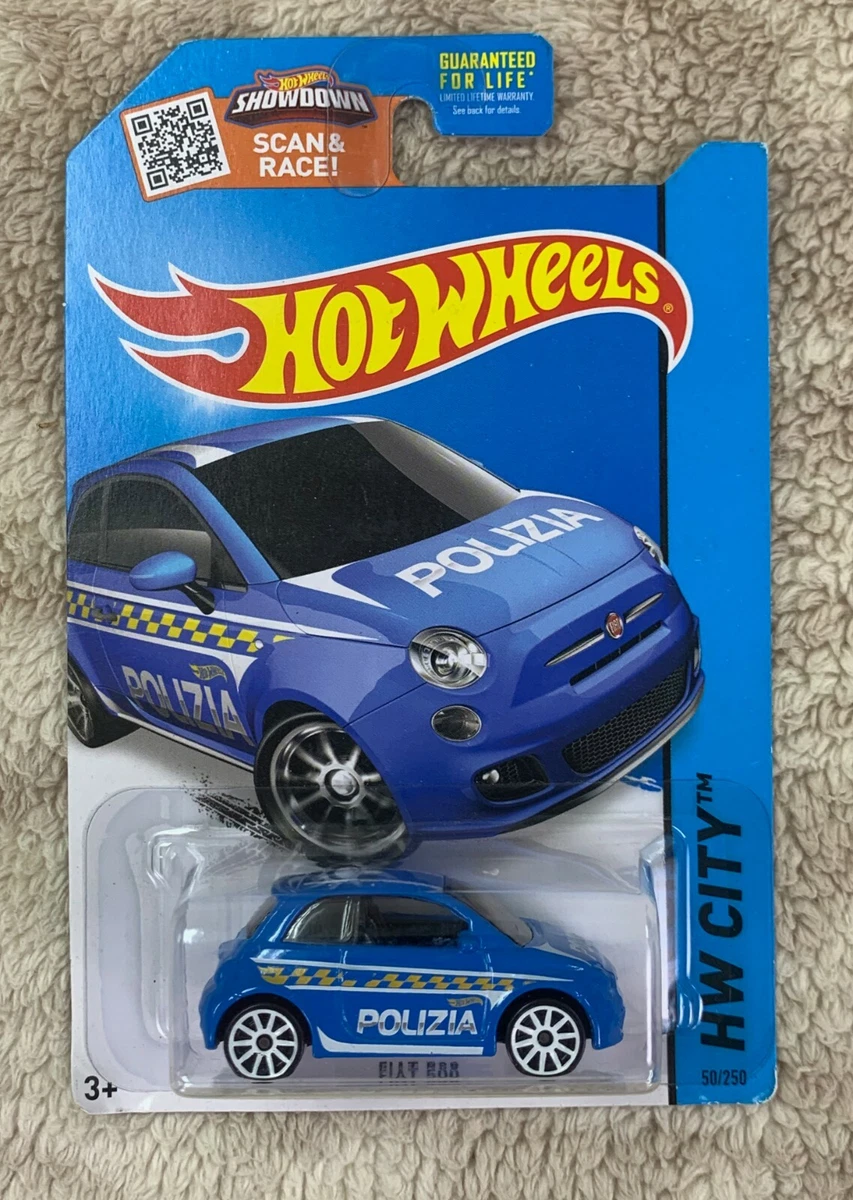 HOT WHEELS
SHOWDOWN
SCAN &
RACE!
GUARANTEED
FOR LIFE*
LIMITED LIFETIME WARRANTY.
See back for details.
HOT WHEELS®
POLIZIA
POLIZIA
HW CITY™
POLIZIA
FIAT 500
3+
50/250